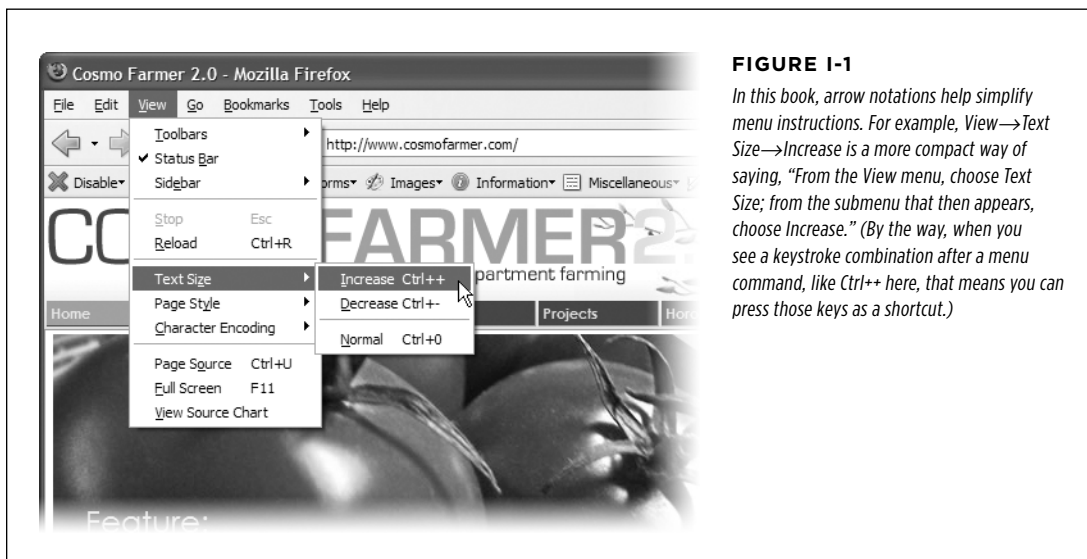 Cosmo Farmer 2.0 - Mozilla Firefox
File Edit View Go Bookmarks Tools Help
http://www.cosmofarmer.com/
Disable
Images Information Miscellaneous
Toolbars
Status Bar
Sidebar
Stop Esc
Reload Ctrl+R
Text Size
Page Style
Character Encoding
Page Source Ctrl+U
Full Screen F11
View Source Chart
Increase Ctrl++
Decrease Ctrl+-
Normal Ctrl+0
FARMER 2
partment farming
Home
Projects
Feature:
FIGURE I-1
In this book, arrow notations help simplify
menu instructions. For example, View→Text
Size→Increase is a more compact way of
saying, “From the View menu, choose Text
Size; from the submenu that then appears,
choose Increase.” (By the way, when you
see a keystroke combination after a menu
command, like Ctrl++ here, that means you can
press those keys as a shortcut.)